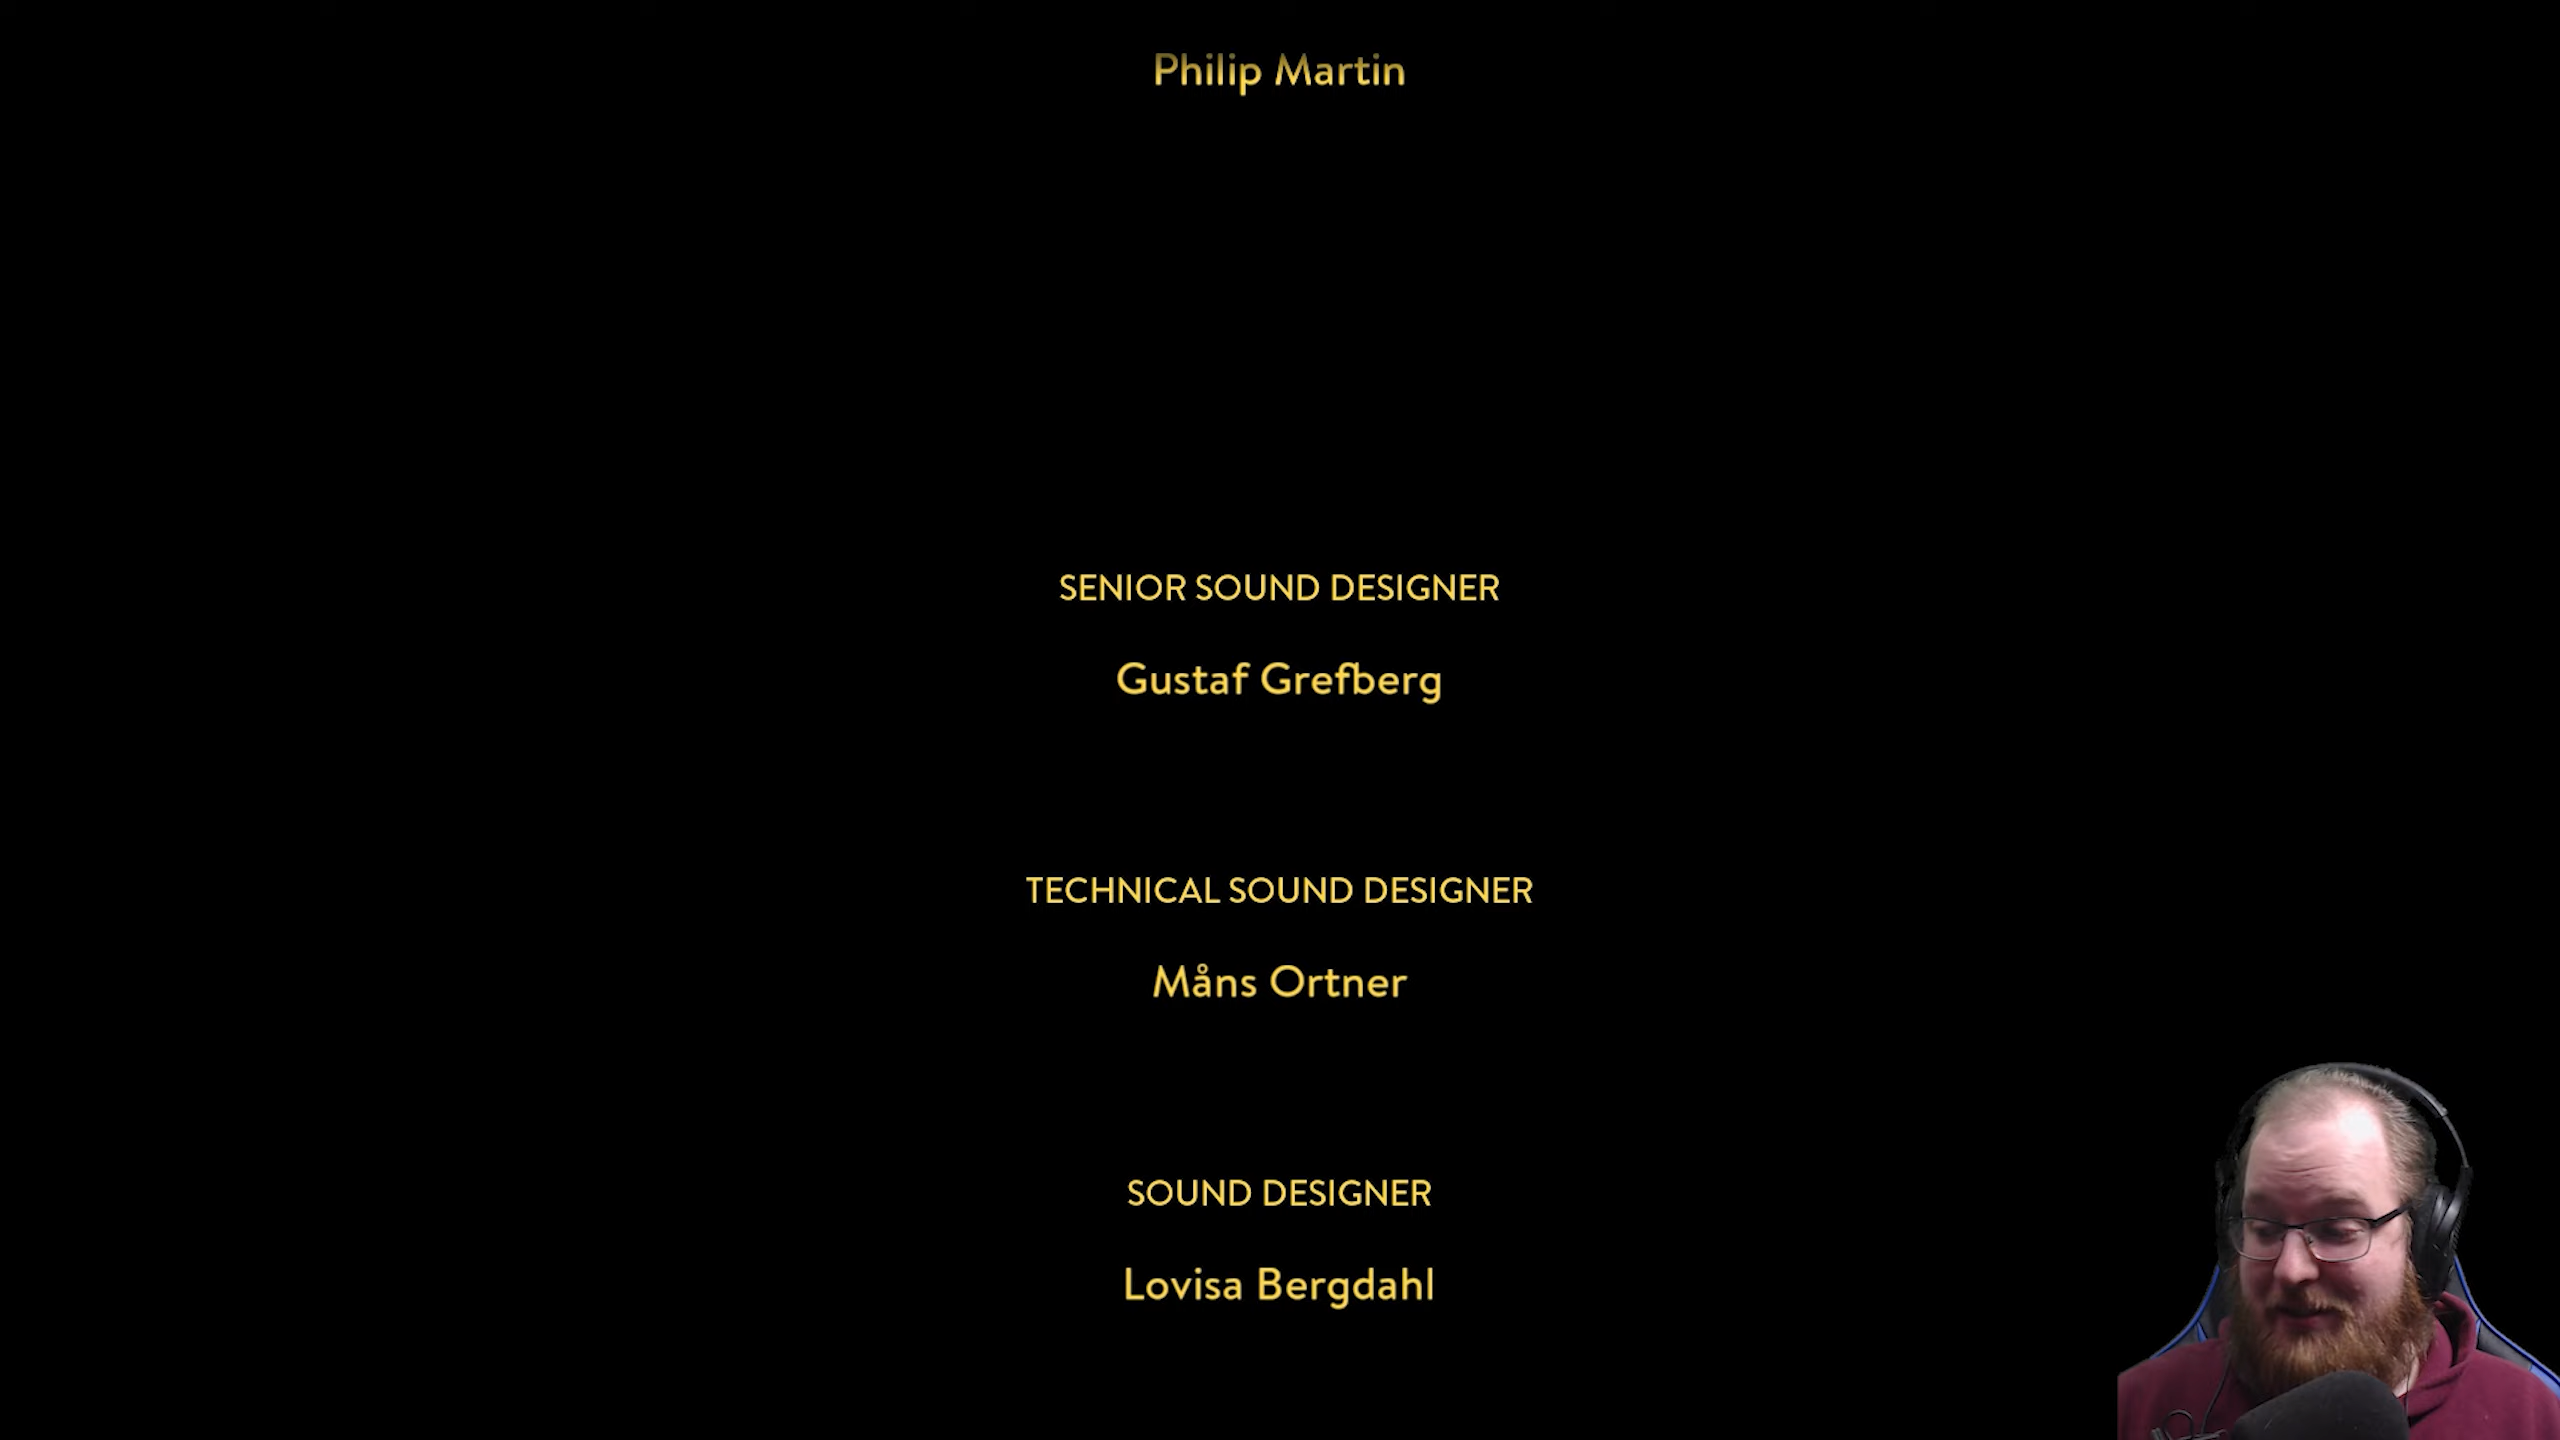 Philip Martin
SENIOR SOUND DESIGNER
Gustaf Grefberg
TECHNICAL SOUND DESIGNER
Måns Ortner
SOUND DESIGNER
Lovisa Bergdahl